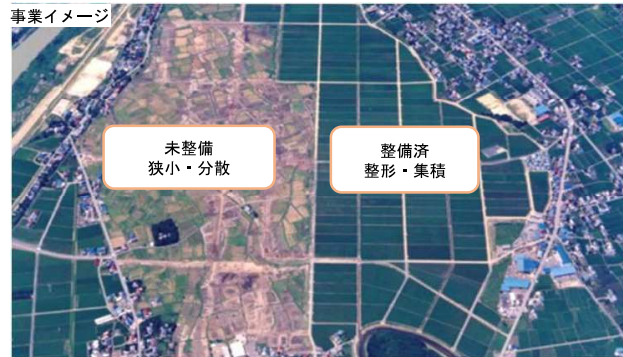 事業イメージ
未整備
狭小・分散
整備済
整形・集積